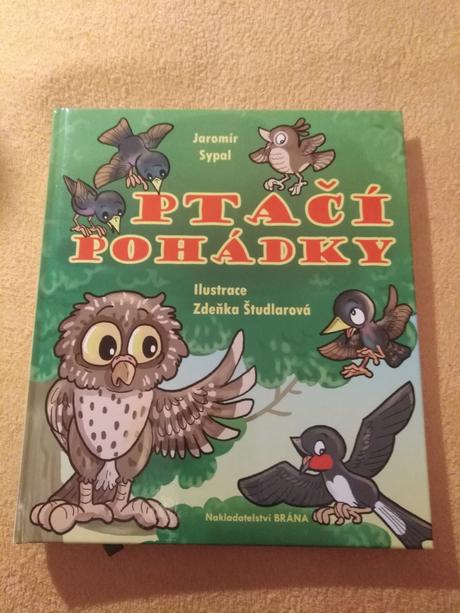 Jaromír
Sypal
PTAČÍ
POHÁDKY
Ilustrace
Zdeňka Študlarová
Nakladatelství BRÁNA